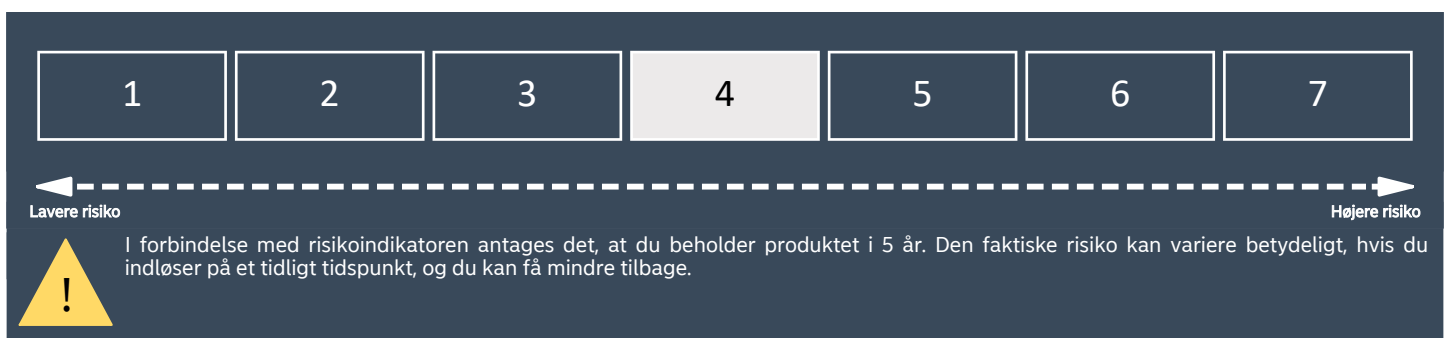 1 2 3 4 5 6 7
Lavere risiko Højere risiko
I forbindelse med risikoindikatoren antages det, at du beholder produktet i 5 år. Den faktiske risiko kan variere betydeligt, hvis du
indløser på et tidligt tidspunkt, og du kan få mindre tilbage.
!